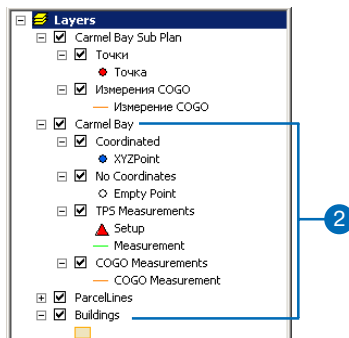 Layers
Carmel Bay Sub Plan
Точки
Точка
Измерения COGO
Измерение COGO
Carmel Bay
Coordinated
XYZPoint
No Coordinates
Empty Point
TPS Measurements
Setup
Measurement
COGO Measurements
COGO Measurement
ParcelLines
Buildings
2